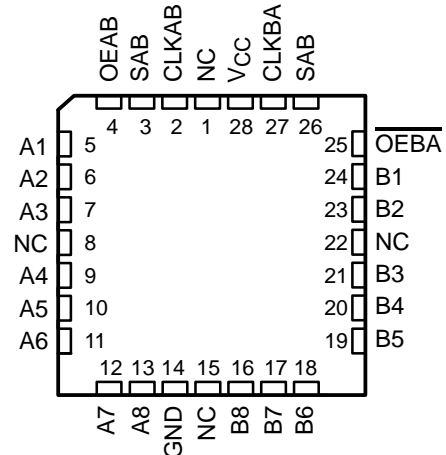 OEAB SAB CLKAB NC VCC CLKBA SAB
4 3 2 1 28 27 26
A1 5 25 OEBA
A2 6 24 B1
A3 7 23 B2
NC 8 22 NC
A4 9 21 B3
A5 10 20 B4
A6 11 19 B5
12 13 14 15 16 17 18
A7 A8 GND NC B8 B7 B6